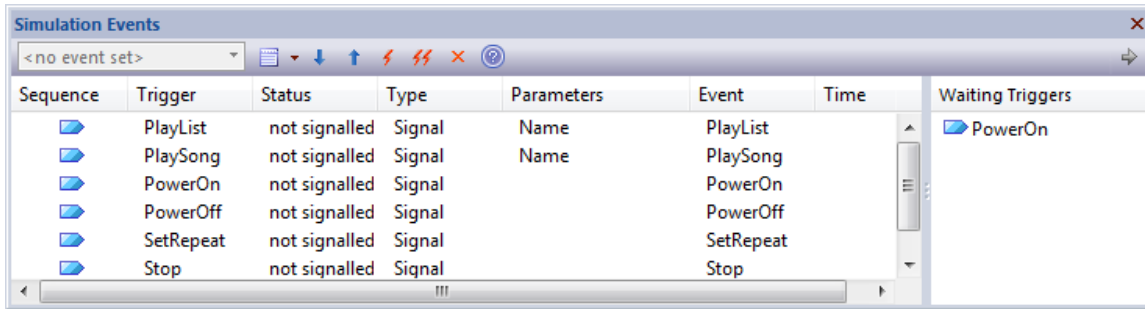 Simulation Events
<no event set>
Sequence Trigger Status Type Parameters Event Time Waiting Triggers
PlayList not signalled Signal Name PlayList PowerOn
PlaySong not signalled Signal Name PlaySong
PowerOn not signalled Signal PowerOn
PowerOff not signalled Signal PowerOff
SetRepeat not signalled Signal SetRepeat
Stop not signalled Signal Stop